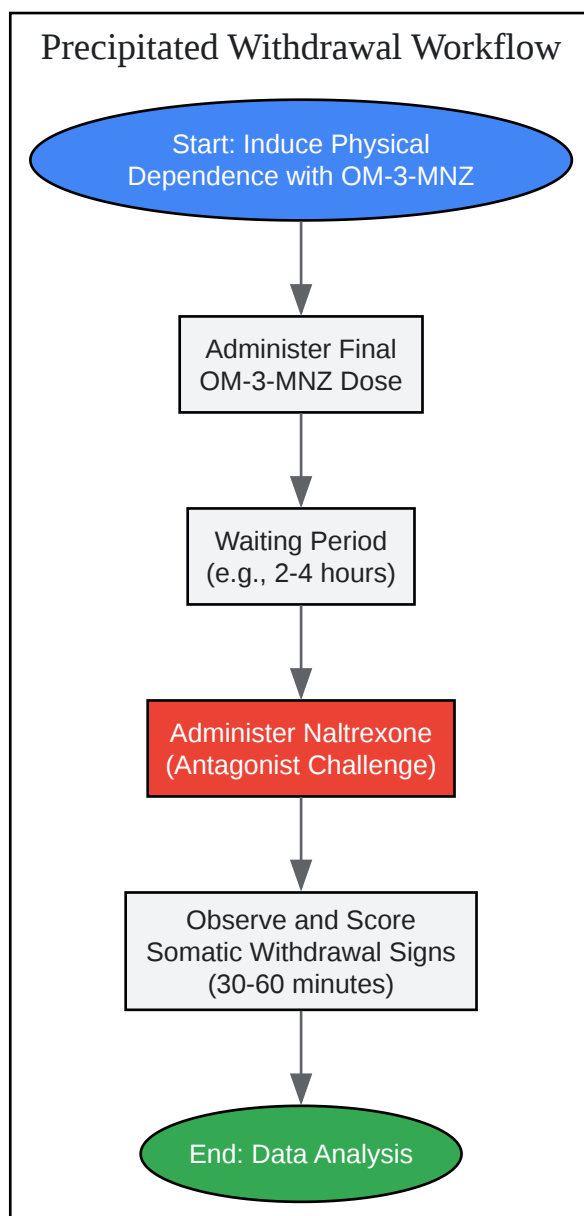 Precipitated Withdrawal Workflow
Start: Induce Physical
Dependence with OM-3-MNZ
Administer Final
OM-3-MNZ Dose
Waiting Period
(e.g., 2-4 hours)
Administer Naltrexone
(Antagonist Challenge)
Observe and Score
Somatic Withdrawal Signs
(30-60 minutes)
End: Data Analysis